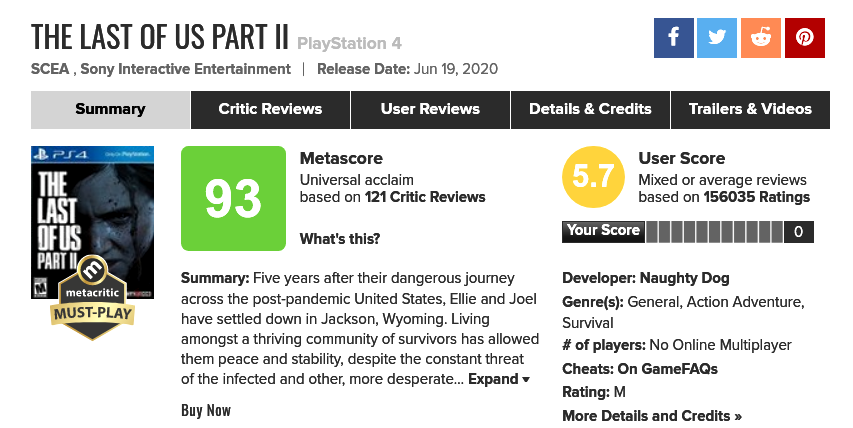 THE LAST OF US PART II PlayStation 4
SCEA , Sony Interactive Entertainment | Release Date: Jun 19, 2020
Summary
Critic Reviews
User Reviews
Details & Credits
Trailers & Videos
PS4
THE
LAST
OF US
PART II
metacritic
MUST-PLAY
93
Metascore
Universal acclaim
based on 121 Critic Reviews
What's this?
5.7
User Score
Mixed or average reviews
based on 156035 Ratings
Your Score
0
Summary: Five years after their dangerous journey
across the post-pandemic United States, Ellie and Joel
have settled down in Jackson, Wyoming. Living
amongst a thriving community of survivors has allowed
them peace and stability, despite the constant threat
of the infected and other, more desperate... Expand
Buy Now
Developer: Naughty Dog
Genre(s): General, Action Adventure,
Survival
# of players: No Online Multiplayer
Cheats: On GameFAQs
Rating: M
More Details and Credits »